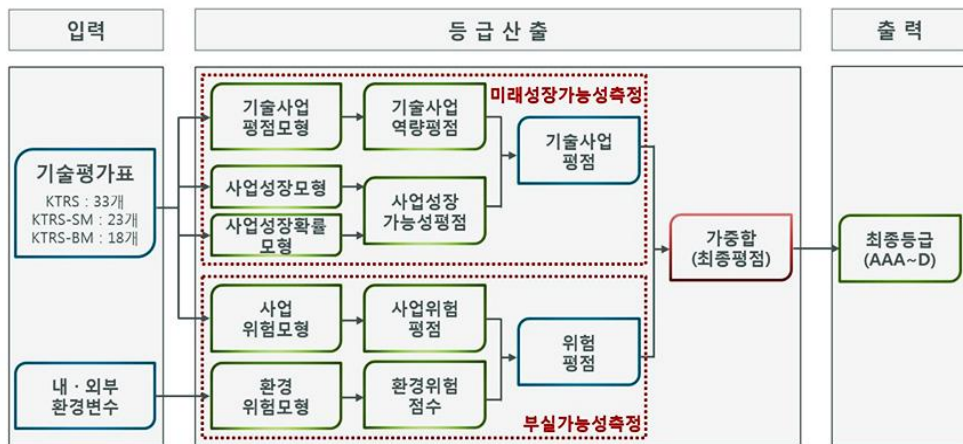 입력
등급산출
출력
미래성장가능성측정
기술평가표
KTRS : 33개
KTRS-SM : 23개
KTRS-BM : 18개
기술사업
평점모형
기술사업
역량평점
사업성장모형
사업성장확률
모형
사업성장
가능성평점
기술사업
평점
가중합
(최종평점)
최종등급
(AAA~D)
사업
위험모형
사업위험
평점
위험
평점
내 · 외부
환경변수
환경
위험모형
환경위험
점수
부실가능성측정